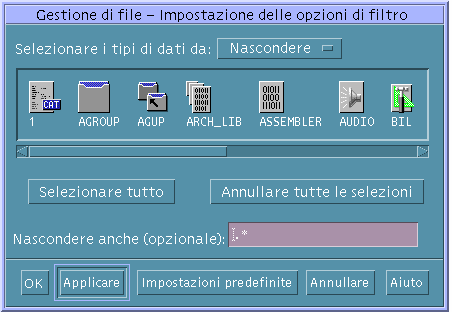 Gestione di file – Impostazione delle opzioni di filtro
Selezionare i tipi di dati da: Nascondere
CAT
1 AGROUP AGUP ARCH_LIB ASSEMBLER AUDIO BIL
Selezionare tutto Annullare tutte le selezioni
Nascondere anche (opzionale): .*
OK Applicare Impostazioni predefinite Annullare Aiuto